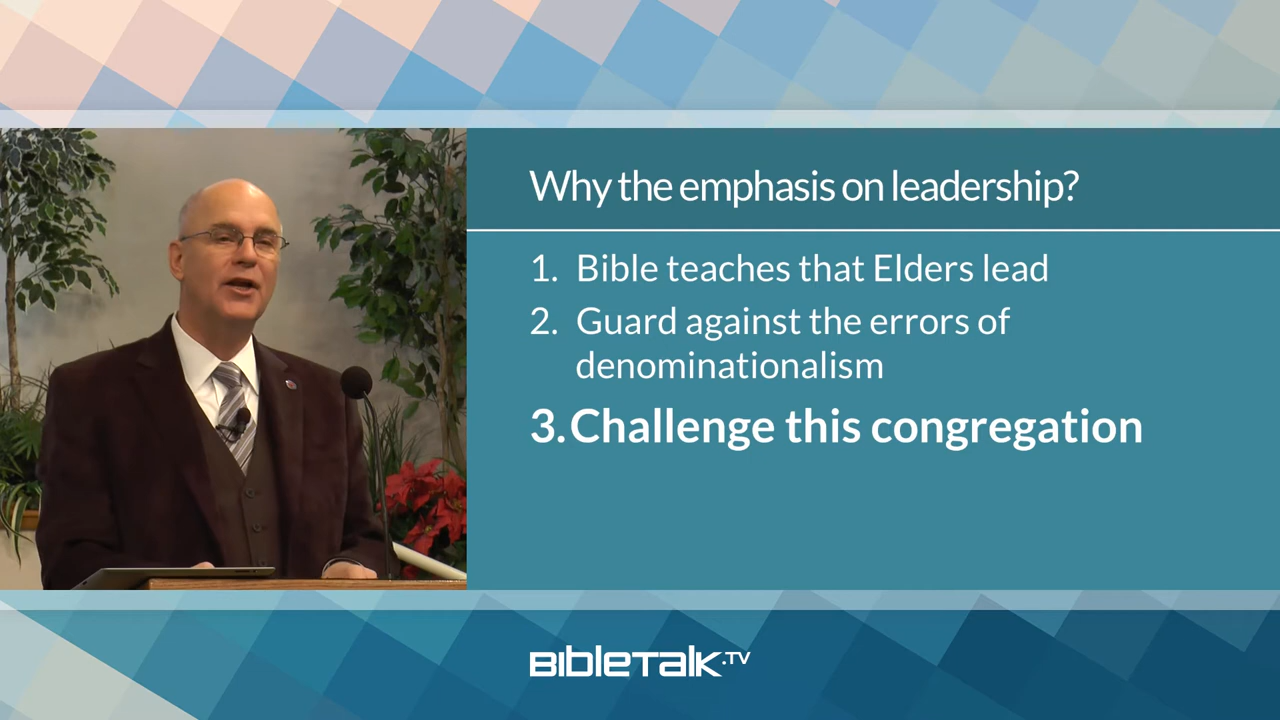 Why the emphasis on leadership?
1. Bible teaches that Elders lead
2. Guard against the errors of
denominationalism
3. Challenge this congregation
BibleTalk.TV